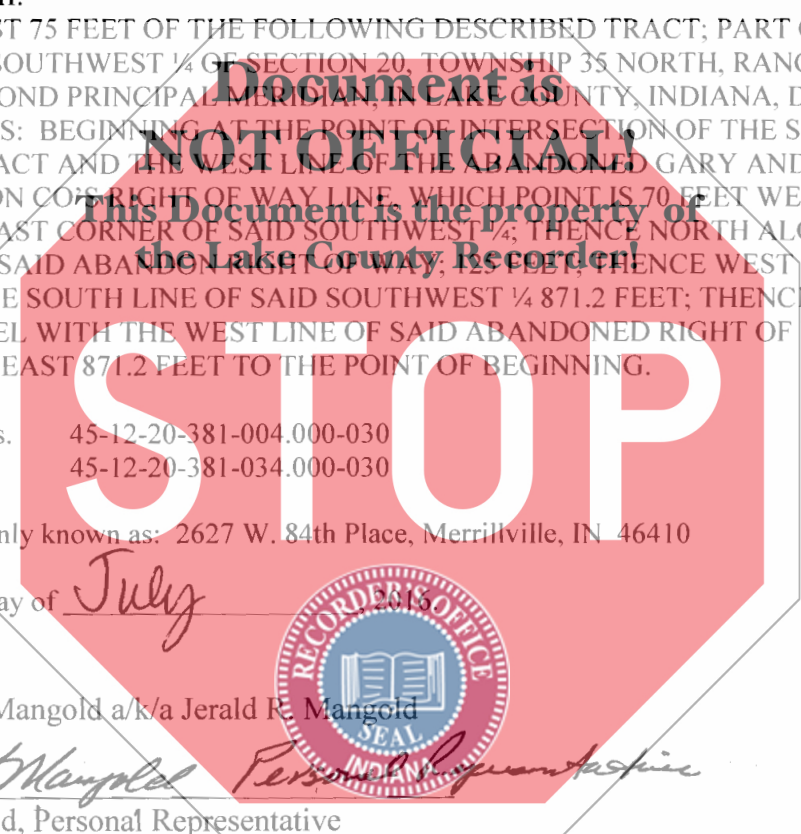 ST 75 FEET OF THE FOLLOWING DESCRIBED TRACT; PART
SOUTHWEST ¼ OF SECTION 20, TOWNSHIP 35 NORTH, RANG
OND PRINCIPAL MERIDIAN, IN LAKE COUNTY, INDIANA, D
Document is
S: BEGINNING AT THE POINT OF INTERSECTION OF THE S
NOT OFFICIAL!
ACT AND THE WEST LINE OF THE ABANDONED GARY AND
ON CO'S RIGHT OF WAY LINE, WHICH POINT IS 70 FEET WE
This Document is the property of
AST CORNER OF SAID SOUTHWEST ¼; THENCE NORTH ALO
the Lake County Recorder!
SAID ABANDON RIGHT OF WAY; 125 FEET; THENCE WEST
E SOUTH LINE OF SAID SOUTHWEST ¼ 871.2 FEET; THENC
EL WITH THE WEST LINE OF SAID ABANDONED RIGHT OF
EAST 871.2 FEET TO THE POINT OF BEGINNING.
STOP
s. 45-12-20-381-004.000-030
45-12-20-381-034.000-030
nly known as: 2627 W. 84th Place, Merrillville, IN 46410
ay of July, 2016.
RECORDER'S OFFICE
SEAL
INDIANA
Mangold a/k/a Jerald R. Mangold
Mangold Personal Representative
d, Personal Representative